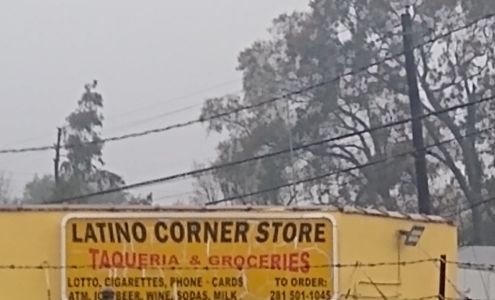 LATINO CORNER STORE
TAQUERIA & GROCERIES
LOTTO, CIGARETTES, PHONE - CARDS TO ORDER:
ATM, ICE, BEER, WINE, SODAS, MILK 281 501-1045